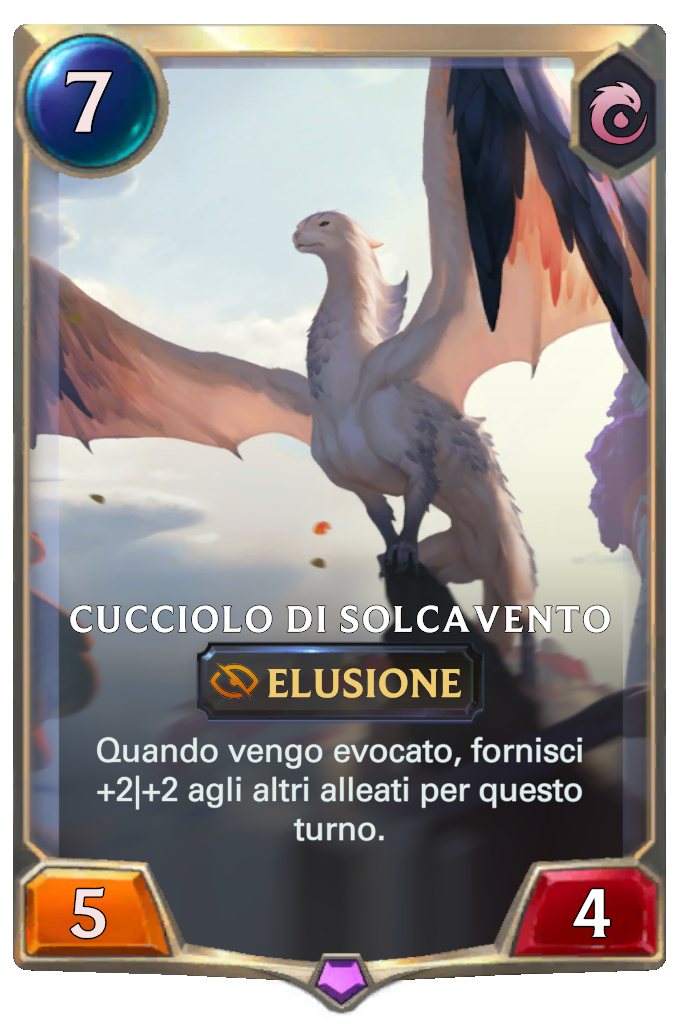 7
CUCCIOLO DI SOLCAVENTO
ELUSIONE
Quando vengo evocato, fornisci
+2|+2 agli altri alleati per questo
turno.
5
4